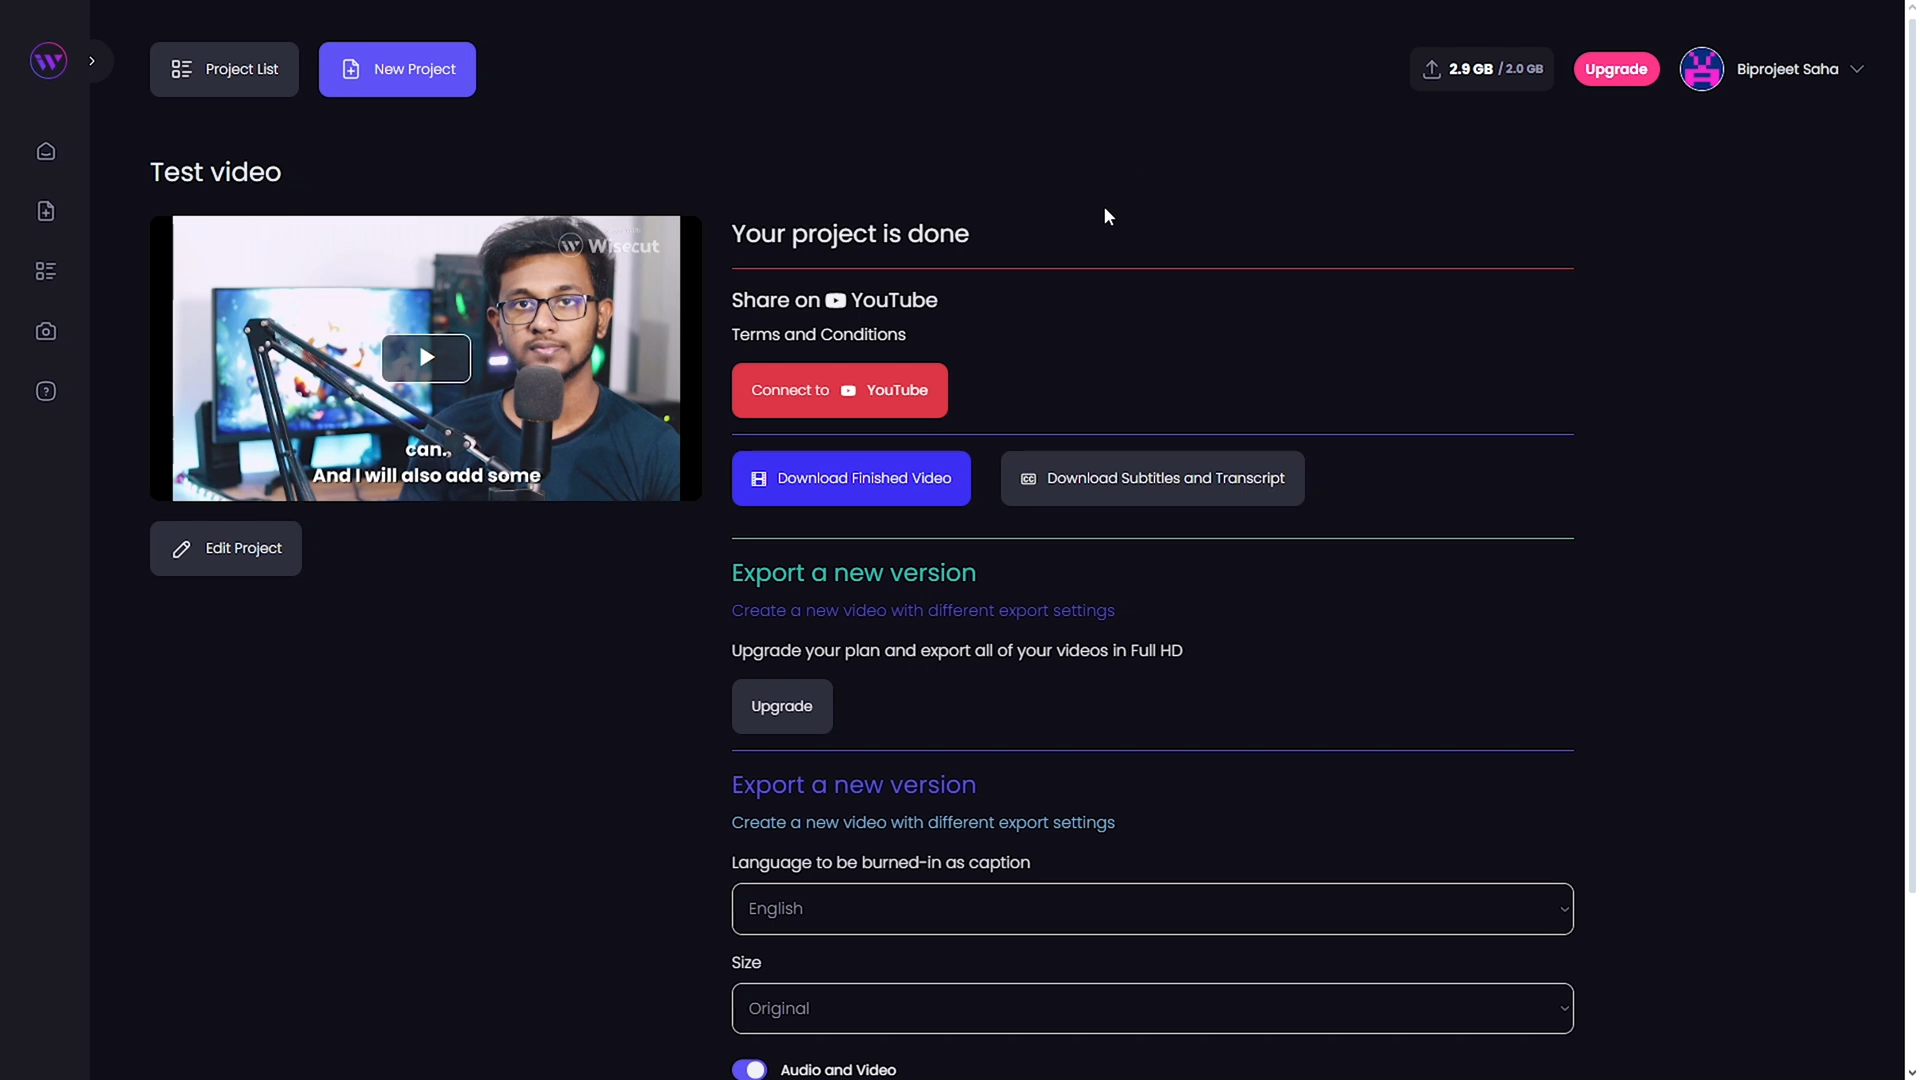 Project List
New Project
2.9 GB / 2.0 GB
Upgrade
Biprojeet Saha
Test video
Wisecut
can.
And I will also add some
Edit Project
Your project is done
Share on YouTube
Terms and Conditions
Connect to YouTube
Download Finished Video
Download Subtitles and Transcript
Export a new version
Create a new video with different export settings
Upgrade your plan and export all of your videos in Full HD
Upgrade
Export a new version
Create a new video with different export settings
Language to be burned-in as caption
English
Size
Original
Audio and Video